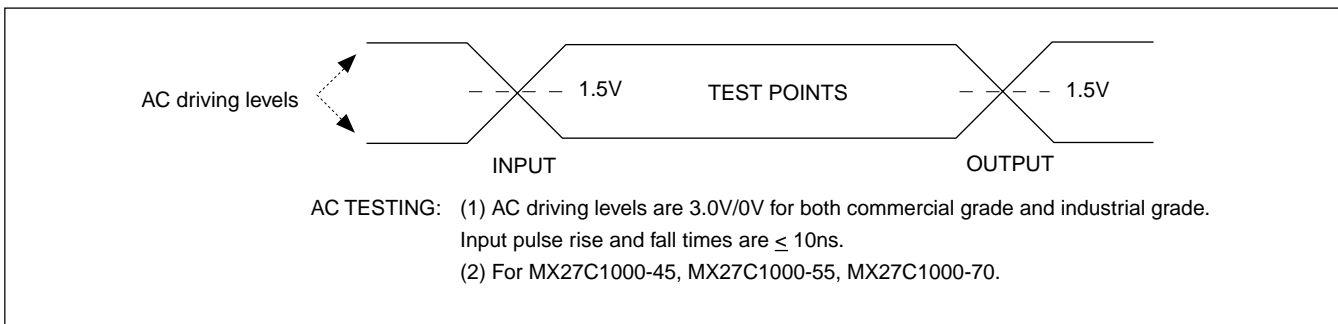 AC driving levels
1.5V
TEST POINTS
1.5V
INPUT
OUTPUT
AC TESTING: (1) AC driving levels are 3.0V/0V for both commercial grade and industrial grade.
Input pulse rise and fall times are ≤ 10ns.
(2) For MX27C1000-45, MX27C1000-55, MX27C1000-70.